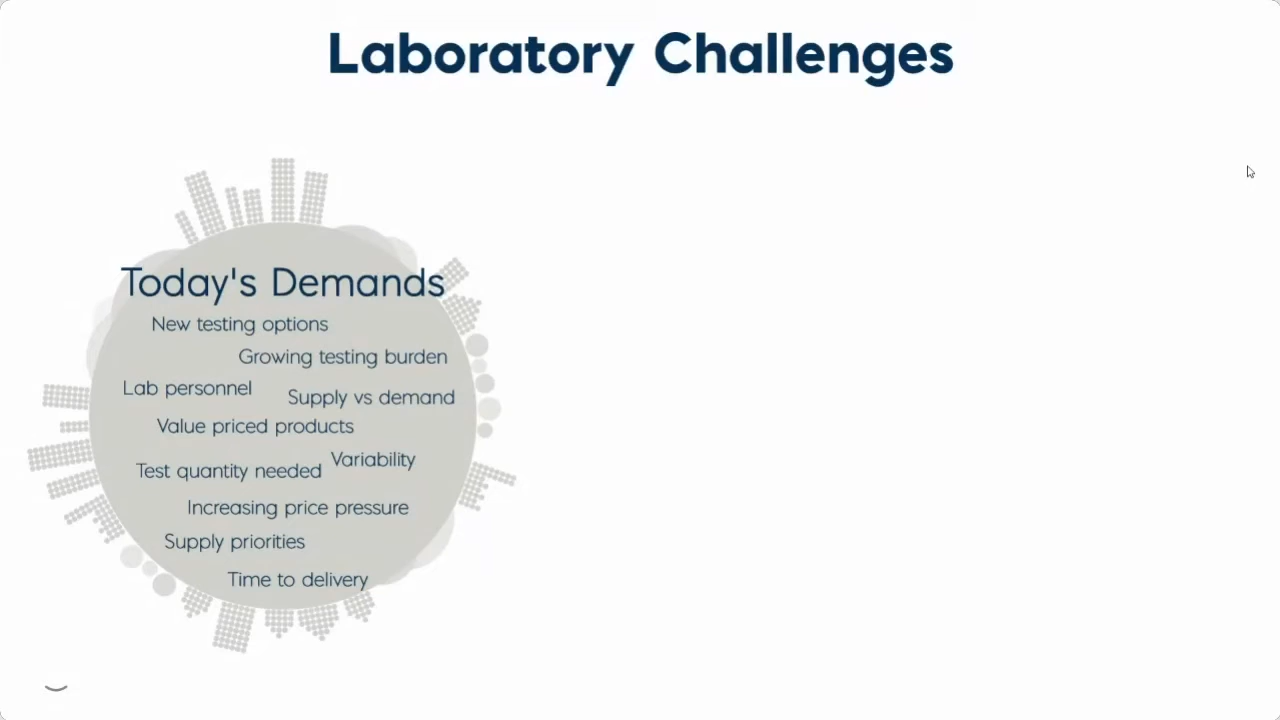 Laboratory Challenges
Today's Demands
New testing options
Growing testing burden
Lab personnel
Supply vs demand
Value priced products
Variability
Test quantity needed
Increasing price pressure
Supply priorities
Time to delivery